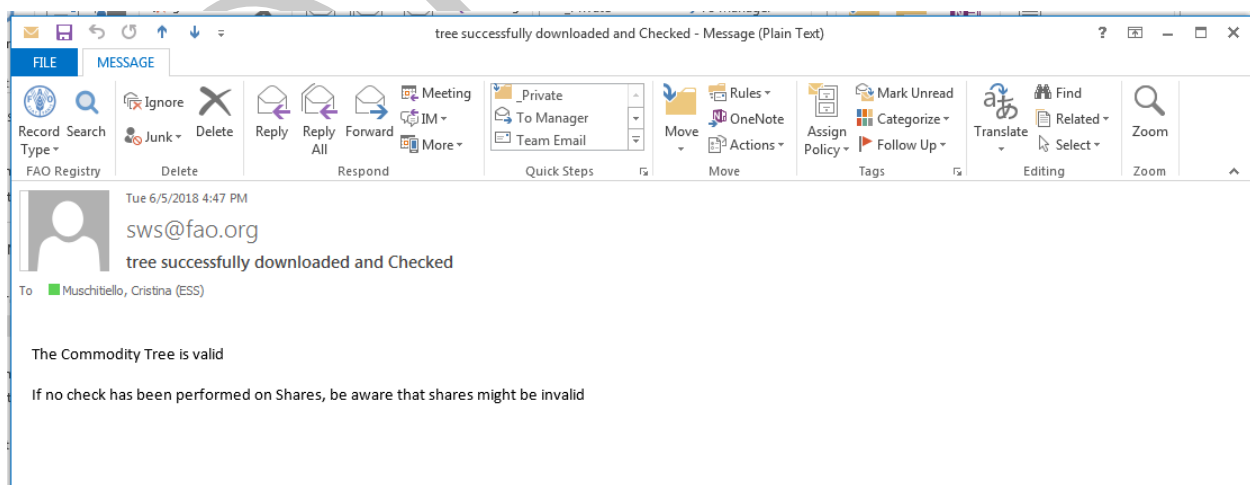 _Private
To Manager
tree successfully downloaded and Checked - Message (Plain Text)
?
FILE MESSAGE
Record Type Search
Ignore
Junk
Delete
Reply
Reply All
Forward
Meeting
IM
More
_Private
To Manager
Team Email
Move
Rules
OneNote
Actions
Assign Policy
Mark Unread
Categorize
Follow Up
Translate
Find
Related
Select
Zoom
FAO Registry Delete Respond Quick Steps Move Tags Editing Zoom
Tue 6/5/2018 4:47 PM
sws@fao.org
tree successfully downloaded and Checked
To Muschitiello, Cristina (ESS)
The Commodity Tree is valid
If no check has been performed on Shares, be aware that shares might be invalid